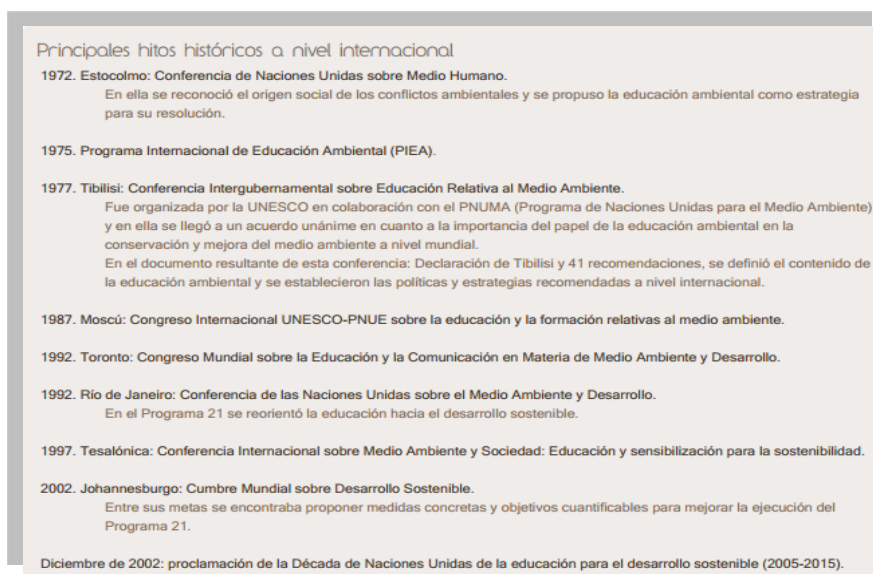 Principales hitos históricos a nivel internacional
1972. Estocolmo: Conferencia de Naciones Unidas sobre Medio Humano.
En ella se reconoció el origen social de los conflictos ambientales y se propuso la educación ambiental como estrategia
para su resolución.
1975. Programa Internacional de Educación Ambiental (PIEA).
1977. Tibilisi: Conferencia Intergubernamental sobre Educación Relativa al Medio Ambiente.
Fue organizada por la UNESCO en colaboración con el PNUMA (Programa de Naciones Unidas para el Medio Ambiente)
y en ella se llegó a un acuerdo unánime en cuanto a la importancia del papel de la educación ambiental en la
conservación y mejora del medio ambiente a nivel mundial.
En el documento resultante de esta conferencia: Declaración de Tibilisi y 41 recomendaciones, se definió el contenido de
la educación ambiental y se establecieron las políticas y estrategias recomendadas a nivel internacional.
1987. Moscú: Congreso Internacional UNESCO-PNUE sobre la educación y la formación relativas al medio ambiente.
1992. Toronto: Congreso Mundial sobre la Educación y la Comunicación en Materia de Medio Ambiente y Desarrollo.
1992. Río de Janeiro: Conferencia de las Naciones Unidas sobre el Medio Ambiente y Desarrollo.
En el Programa 21 se reorientó la educación hacia el desarrollo sostenible.
1997. Tesalónica: Conferencia Internacional sobre Medio Ambiente y Sociedad: Educación y sensibilización para la sostenibilidad.
2002. Johannesburgo: Cumbre Mundial sobre Desarrollo Sostenible.
Entre sus metas se encontraba proponer medidas concretas y objetivos cuantificables para mejorar la ejecución del
Programa 21.
Diciembre de 2002: proclamación de la Década de Naciones Unidas de la educación para el desarrollo sostenible (2005-2015).